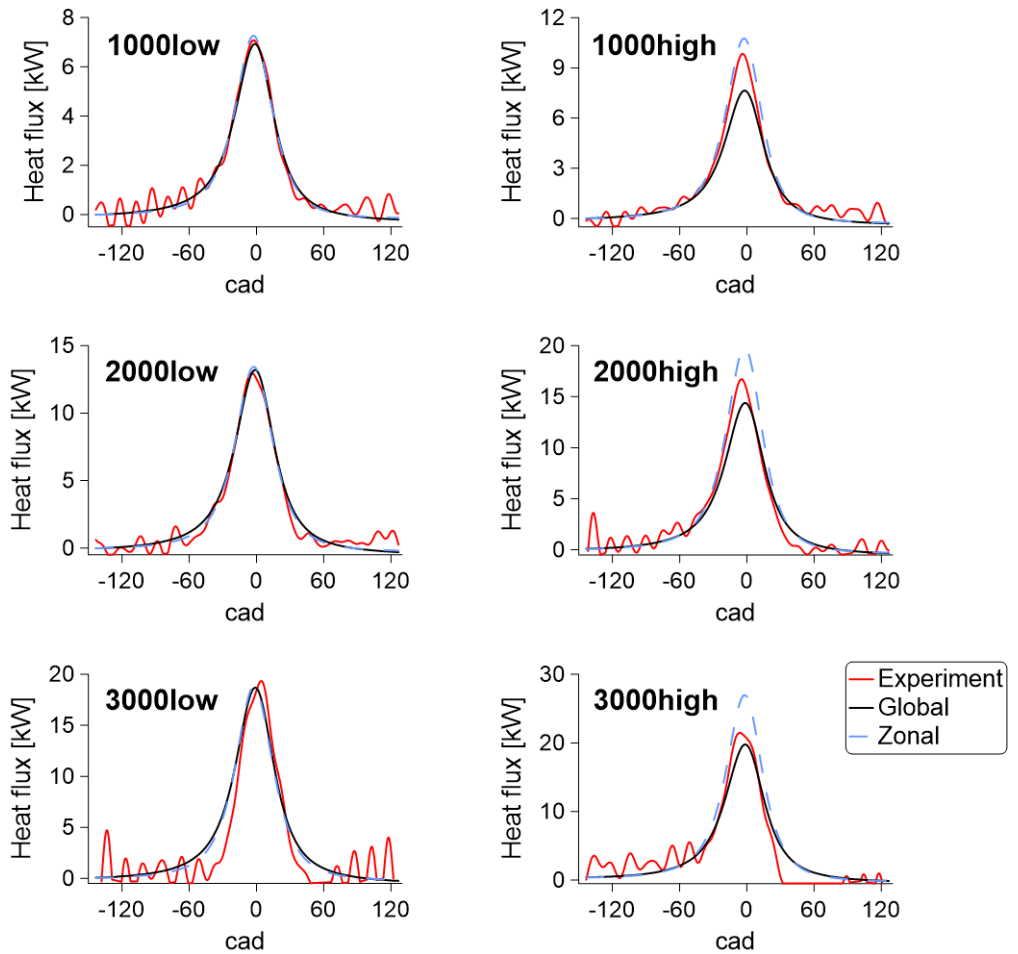 8
6
4
2
0
Heat flux [kW]
1000low
-120 -60 0 60 120
cad
12
9
6
3
0
Heat flux [kW]
1000high
-120 -60 0 60 120
cad
15
10
5
0
Heat flux [kW]
2000low
-120 -60 0 60 120
cad
20
15
10
5
0
Heat flux [kW]
2000high
-120 -60 0 60 120
cad
20
15
10
5
0
Heat flux [kW]
3000low
-120 -60 0 60 120
cad
30
20
10
0
Heat flux [kW]
3000high
-120 -60 0 60 120
cad
Experiment
Global
Zonal